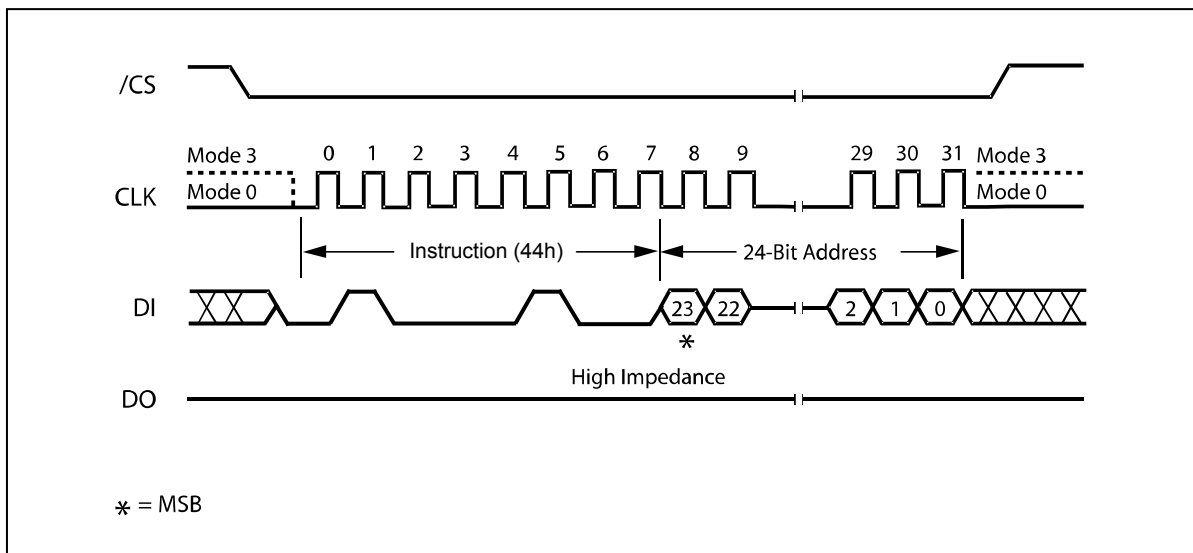 /CS
Mode 3 0 1 2 3 4 5 6 7 8 9 29 30 31 Mode 3
CLK Mode 0 Mode 0
Instruction (44h) 24-Bit Address
DI 23 22 2 1 0
*
High Impedance
DO
* = MSB